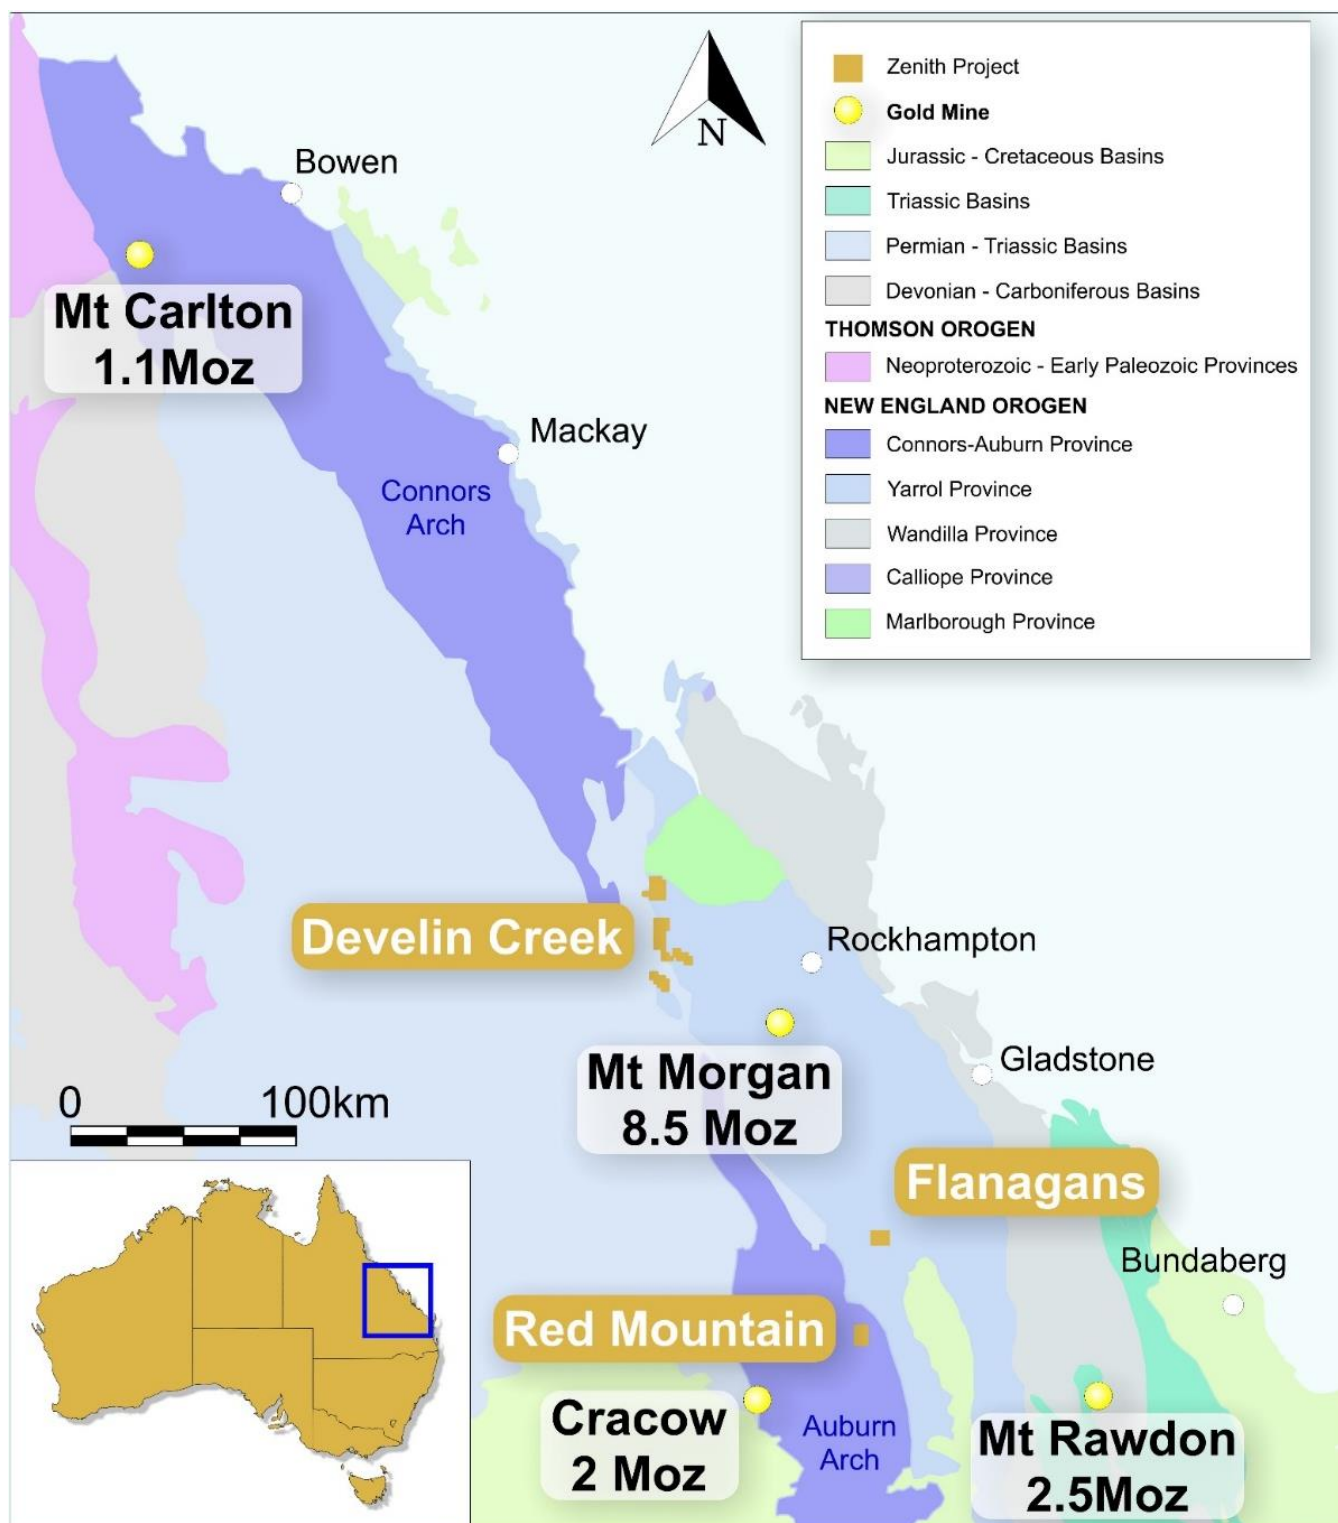 Zenith Project
Gold Mine
Jurassic - Cretaceous Basins
Triassic Basins
Permian - Triassic Basins
Devonian - Carboniferous Basins
THOMSON OROGEN
Neoproterozoic - Early Paleozoic Provinces
NEW ENGLAND OROGEN
Connors-Auburn Province
Yarrol Province
Wandilla Province
Calliope Province
Marlborough Province
N
Bowen
Mt Carlton
1.1Moz
Mackay
Connors
Arch
Develin Creek
Rockhampton
Mt Morgan
8.5 Moz
Gladstone
0 100km
Flanagans
Bundaberg
Red Mountain
Cracow
2 Moz
Auburn
Arch
Mt Rawdon
2.5Moz